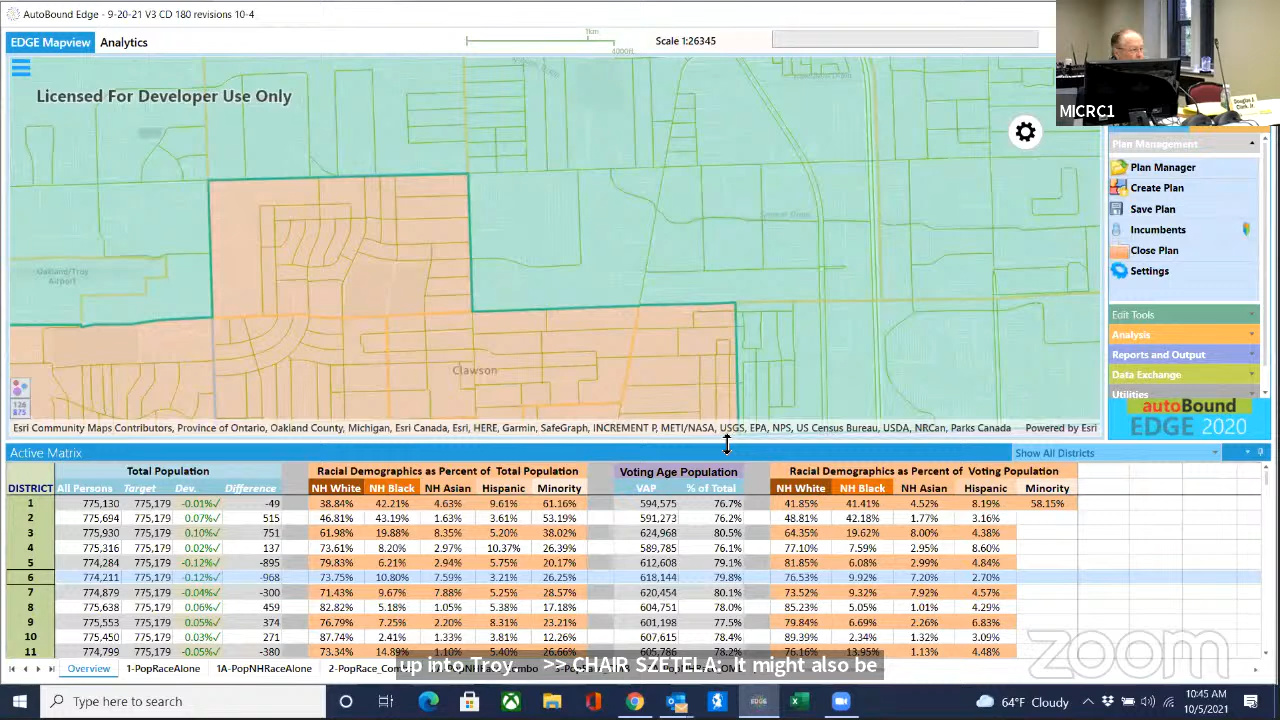 AutoBound Edge - 9-20-21 V3 CD 180 revisions 10-4
EDGE Mapview
Analytics
1km
4000ft
Scale 1:26345
Licensed For Developer Use Only
MICRC1
Douglas J. Clark, Jr.
Oakland/Troy
Airport
Clawson
126
875
Esri Community Maps Contributors, Province of Ontario, Oakland County, Michigan, Esri Canada, Esri, HERE, Garmin, SafeGraph, INCREMENT P, METI/NASA, USGS, EPA, NPS, US Census Bureau, USDA, NRCan, Parks Canada
Powered by Esri
Plan Management
Plan Manager
Create Plan
Save Plan
Incumbents
Close Plan
Settings
Edit Tools
Analysis
Reports and Output
Data Exchange
Utilities
autoBound
EDGE 2020
Active Matrix
Show All Districts
Total Population Racial Demographics as Percent of Total Population Voting Age Population Racial Demographics as Percent of Voting Population
DISTRICT All Persons Target Dev. Difference NH White NH Black NH Asian Hispanic Minority VAP % of Total NH White NH Black NH Asian Hispanic Minority
1 775,130 775,179 -0.01%✓ -49 38.84% 42.21% 4.63% 9.61% 61.16% 594,575 76.7% 41.85% 41.41% 4.52% 8.19% 58.15%
2 775,694 775,179 0.07%✓ 515 46.81% 43.19% 1.63% 3.61% 53.19% 591,273 76.2% 48.81% 42.18% 1.77% 3.16%
3 775,930 775,179 0.10%✓ 751 61.98% 19.88% 8.35% 5.20% 38.02% 624,968 80.5% 64.35% 19.62% 8.00% 4.38%
4 775,316 775,179 0.02%✓ 137 73.61% 8.20% 2.97% 10.37% 26.39% 589,785 76.1% 77.10% 7.59% 2.95% 8.60%
5 774,284 775,179 -0.12%✓ -895 79.83% 6.21% 2.94% 5.75% 20.17% 612,608 79.1% 81.85% 6.08% 2.99% 4.84%
6 774,211 775,179 -0.12%✓ -968 73.75% 10.80% 7.59% 3.21% 26.25% 618,144 79.8% 76.53% 9.92% 7.20% 2.70%
7 774,879 775,179 -0.04%✓ -300 71.43% 9.67% 7.88% 5.25% 28.57% 620,454 80.1% 73.52% 9.32% 7.92% 4.57%
8 775,638 775,179 0.06%✓ 459 82.82% 5.18% 1.05% 5.38% 17.18% 604,751 78.0% 85.23% 5.05% 1.01% 4.29%
9 775,553 775,179 0.05%✓ 374 76.79% 7.25% 2.20% 8.31% 23.21% 601,198 77.5% 79.84% 6.69% 2.26% 6.83%
10 775,450 775,179 0.03%✓ 271 87.74% 2.41% 1.33% 3.81% 12.26% 607,615 78.4% 89.39% 2.34% 1.32% 3.09%
11 773,34% 14.89% 5.40% 605,786 78.2% 76.16% 13.95% 1.13% 4.48%
up into Troy. >> CHAIR SZETELA: It might also be
zoom
Overview
1-PopRaceAlone
1A-PopNHRaceAlone
2-PopRace_Combo
Type here to search
EDGE
64°F Cloudy
10:45 AM
10/5/2021